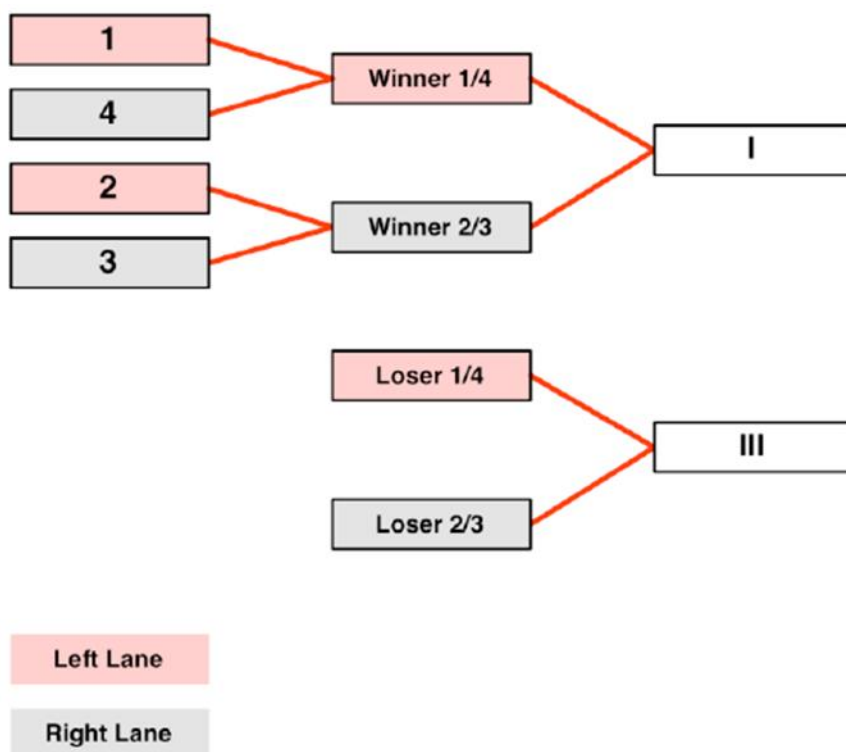 1
4
2
3
Winner 1/4
Winner 2/3
I
Loser 1/4
Loser 2/3
III
Left Lane
Right Lane